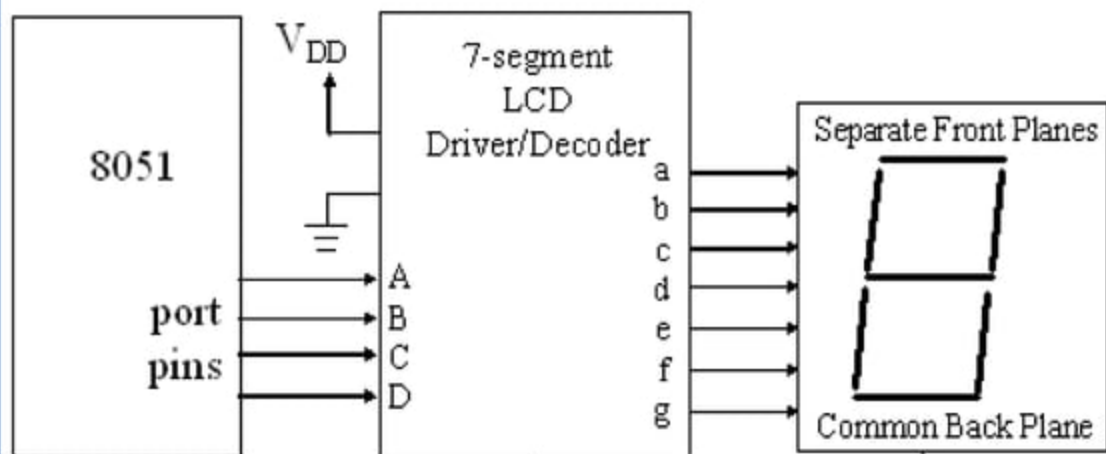 8051
port
pins
VDD
7-segment
LCD
Driver/Decoder
A
B
C
D
a
b
c
d
e
f
g
Separate Front Planes
Common Back Plane